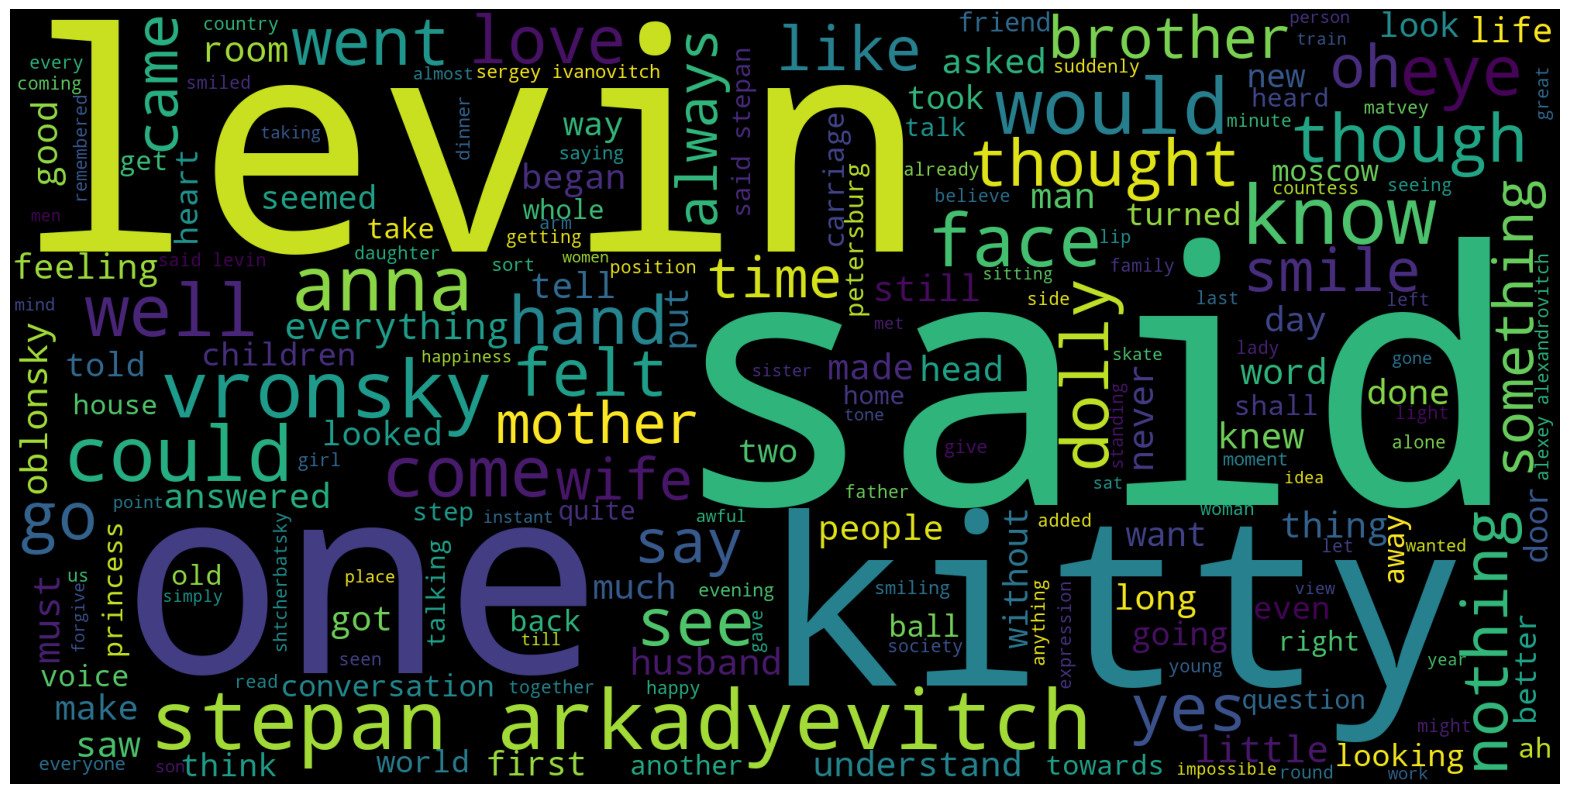 levin
said
one
kitty
stepan arkadyevitch
vronsky
anna
could
went
love
like
brother
oh
eye
would
though
thought
know
face
smile
something
nothing
dolly
always
came
well
hand
felt
mother
come
wife
time
go
say
see
yes
little
country
every
coming
smiled
room
almost
sergey ivanovitch
friend
person
train
look
life
asked
suddenly
new
heard
matvey
great
took
talk
minute
said stepan
good
remembered
get
heart
taking
dinner
way
saying
began
carriage
already
moscow
countess
seeing
believe
man
turned
men
seemed
take
whole
arm
getting
women
daughter
sort
position
petersburg
lip
sitting
family
feeling
said levin
mind
tell
put
still
side
last
left
day
everything
children
happiness
met
oblonsky
told
house
looked
girl
sister
made
home
tone
head
skate
lady
word
gone
done
light
alexey alexandrovitch
shall
never
standing
knew
alone
moment
two
give
father
sat
idea
point
answered
step
instant
quite
awful
people
added
woman
want
thing
let
away
wanted
door
without
princess
us
old
simply
place
shtcherbatsky
must
forgive
got
talking
much
evening
smiling
long
even
view
back
till
gave
ball
society
anything
expression
going
right
young
year
better
seen
husband
voice
read
conversation
together
happy
question
might
make
saw
everyone
son
think
world
first
another
understand
towards
impossible
round
looking
work
ah